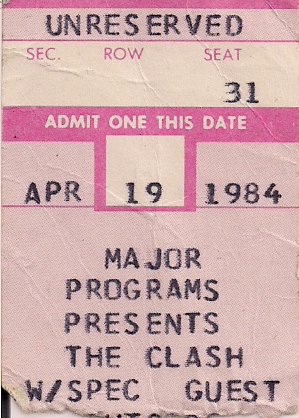 UNRESERVED
SEC. ROW SEAT
31
ADMIT ONE THIS DATE
APR 19 1984
MAJOR
PROGRAMS
PRESENTS
THE CLASH
W/SPEC GUEST